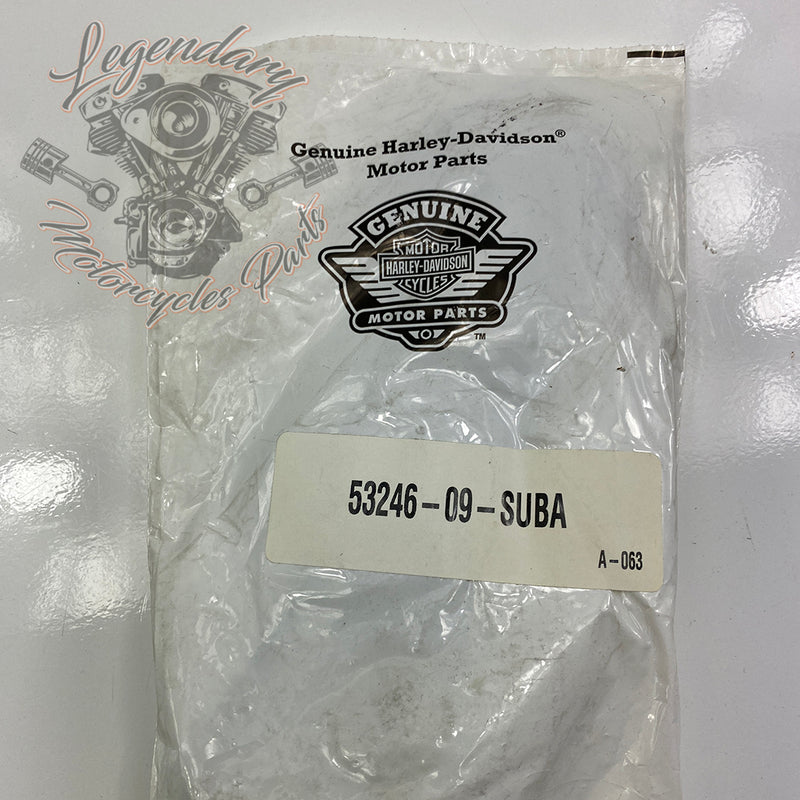 Legendary
Motorcycles Parts
Genuine Harley-Davidson®
Motor Parts
GENUINE
MOTOR
HARLEY-DAVIDSON
CYCLES
MOTOR PARTS
TM
53246-09-SUBA
A-063